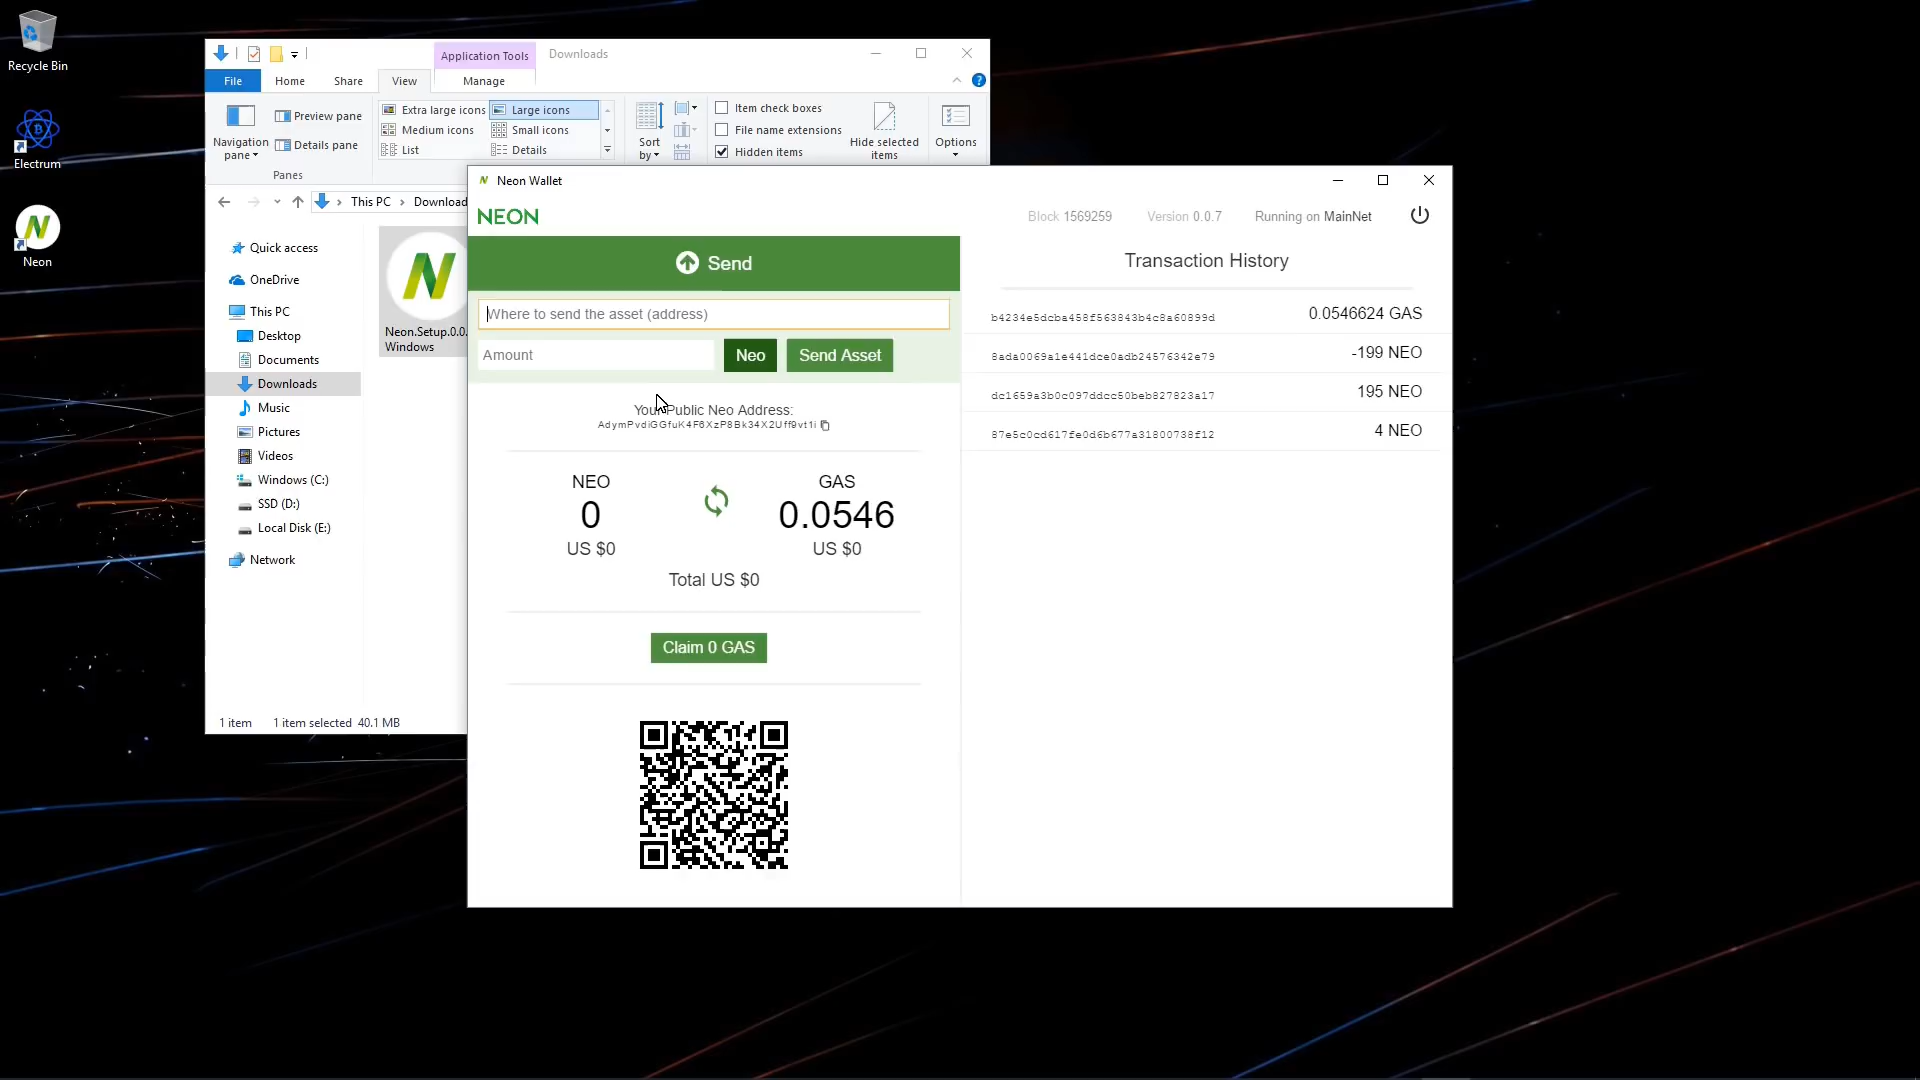 Recycle Bin
Electrum
Neon
Application Tools
Downloads
File
Home
Share
View
Manage
Navigation pane
Preview pane
Details pane
Panes
Extra large icons
Large icons
Medium icons
Small icons
List
Details
Sort by
Item check boxes
File name extensions
Hidden items
Hide selected items
Options
This PC
Download
Quick access
OneDrive
This PC
Desktop
Documents
Downloads
Music
Pictures
Videos
Windows (C:)
SSD (D:)
Local Disk (E:)
Network
Neon.Setup.0.0.
Windows
1 item
1 item selected 40.1 MB
Neon Wallet
NEON
Block 1569259
Version 0.0.7
Running on MainNet
Send
Where to send the asset (address)
Amount
Neo
Send Asset
Your Public Neo Address:
AdymPvdiGGfuK4F6XzP8Bk34X2Uff9vt1i
NEO
0
US $0
GAS
0.0546
US $0
Total US $0
Claim 0 GAS
Transaction History
b4234e5dcba458f563843b4c8a60899d
0.0546624 GAS
8ada0069a1e441dce0adb24576342e79
-199 NEO
dc1659a3b0c097ddcc50beb827823a17
195 NEO
87e5c0cd617fe0d6b677a31800738f12
4 NEO